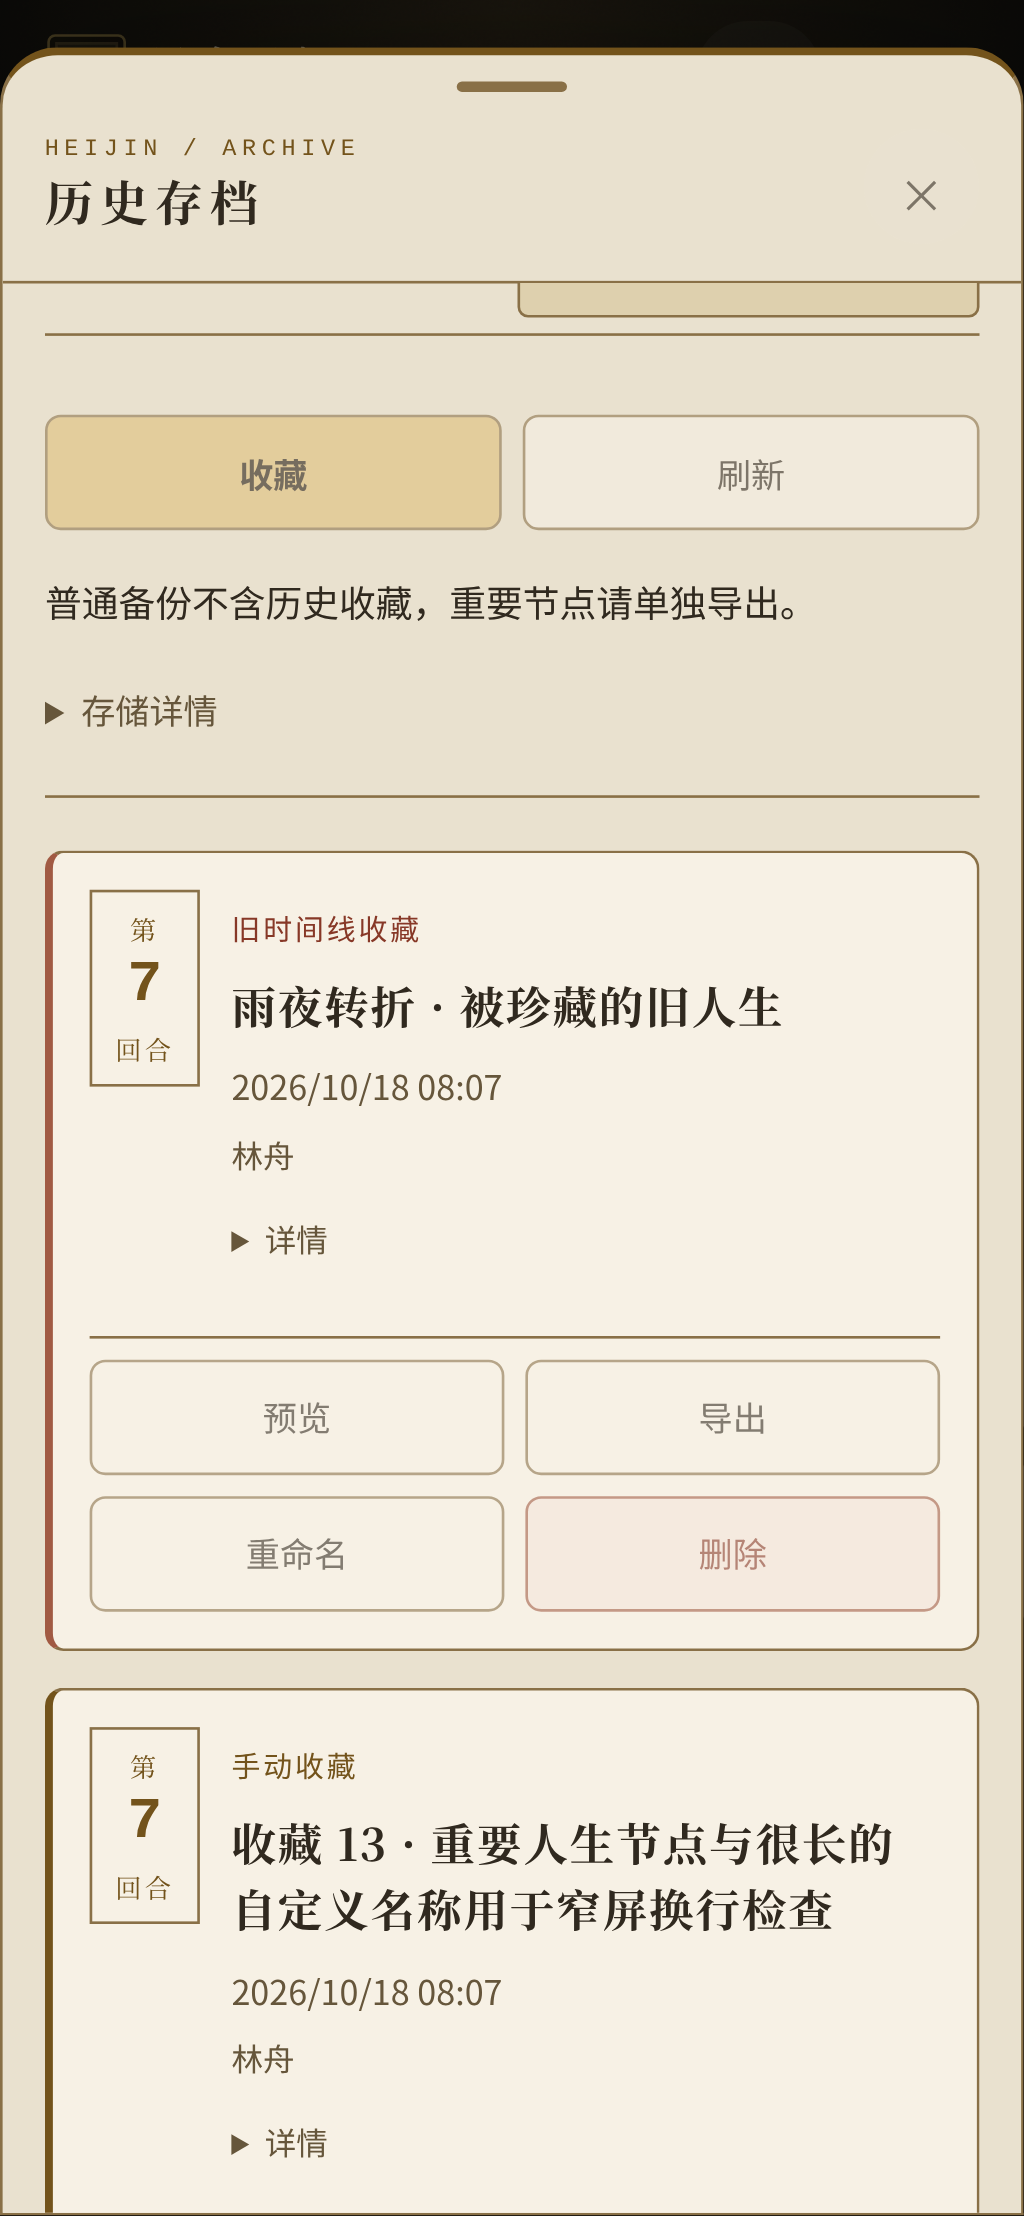 HEIJIN / ARCHIVE
历史存档
收藏
刷新
普通备份不含历史收藏，重要节点请单独导出。
存储详情
第
7
回合
旧时间线收藏
雨夜转折 · 被珍藏的旧人生
2026/10/18 08:07
林舟
详情
预览
导出
重命名
删除
第
7
回合
手动收藏
收藏 13 · 重要人生节点与很长的
自定义名称用于窄屏换行检查
2026/10/18 08:07
林舟
详情